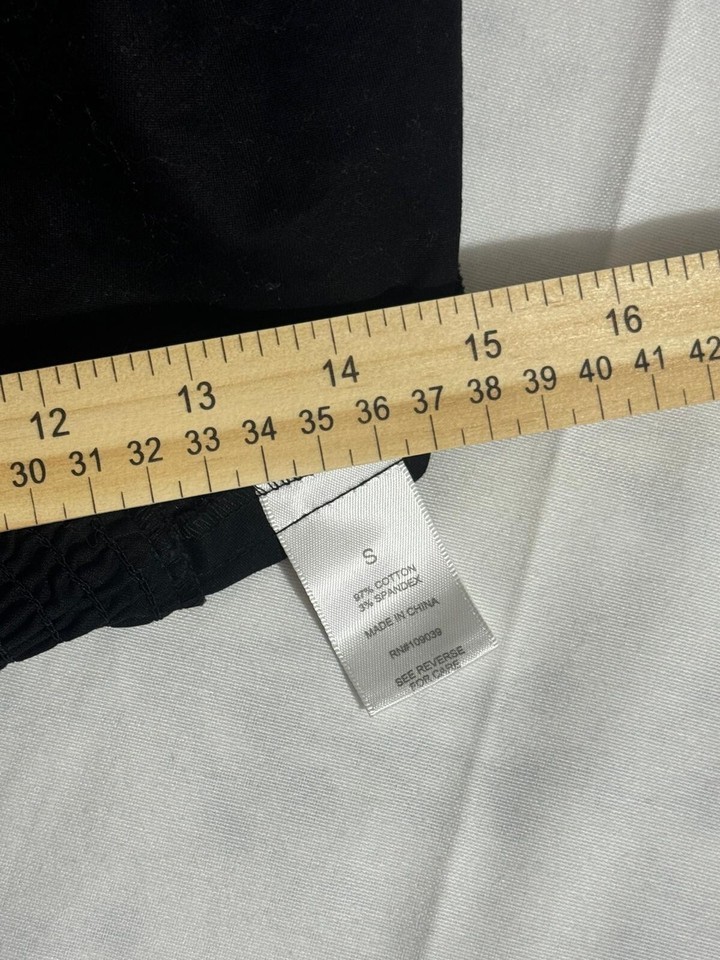 12 13 14 15 16
30 31 32 33 34 35 36 37 38 39 40 41 42
S
97% COTTON
3% SPANDEX
MADE IN CHINA
RN#109039
SEE REVERSE
FOR CARE